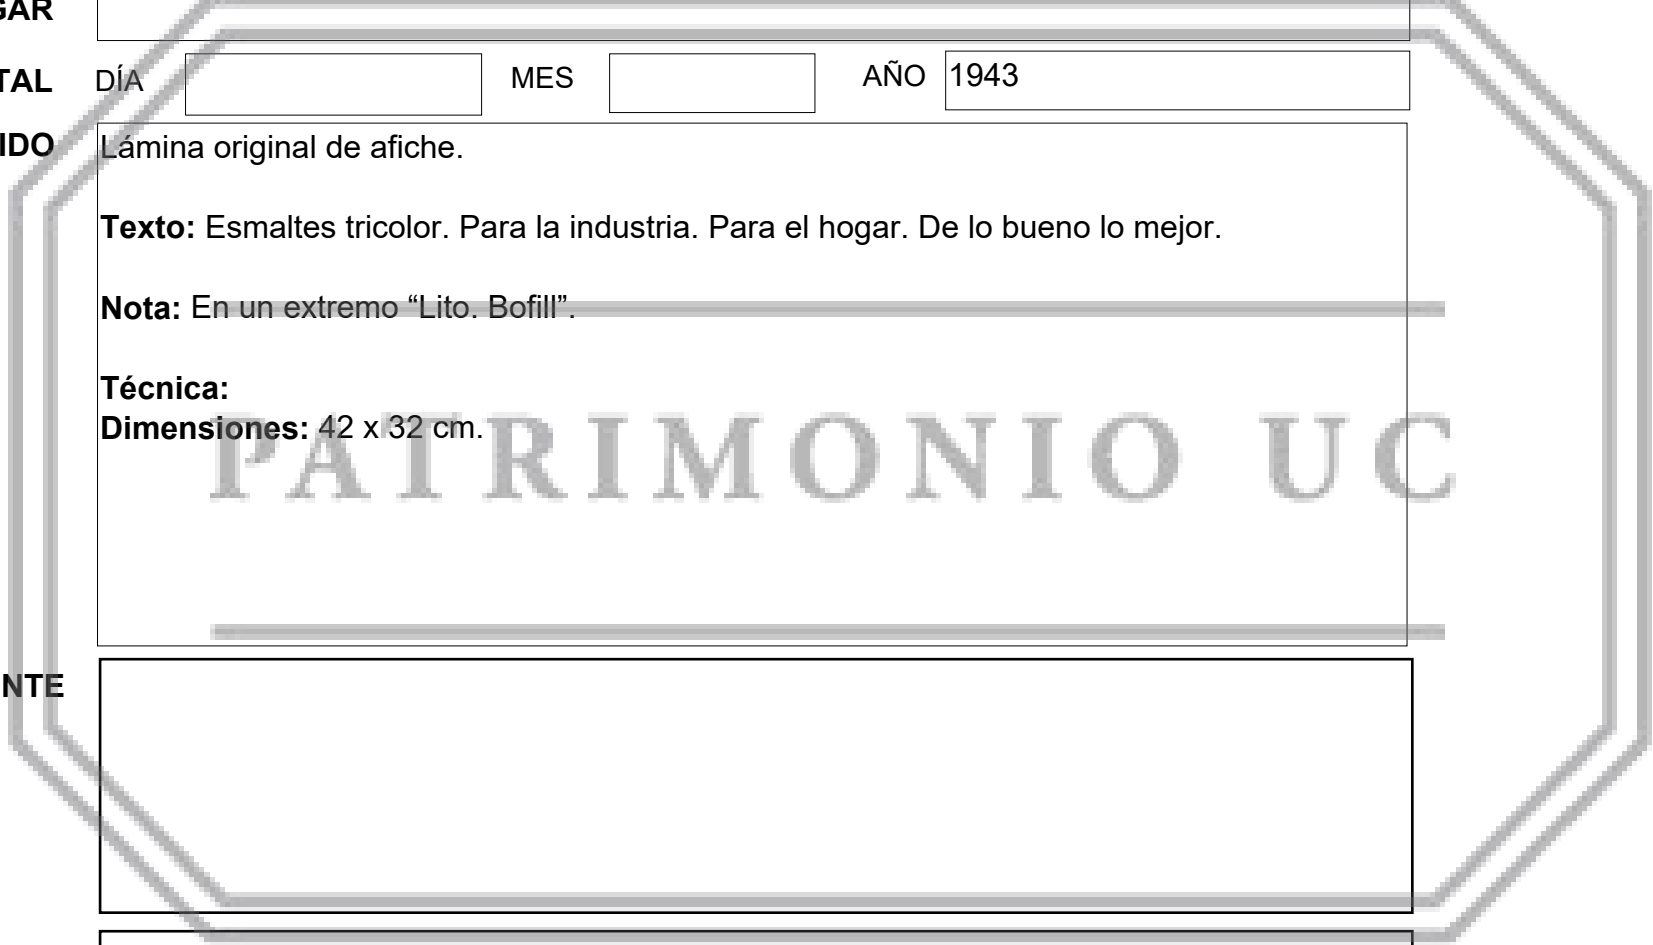 GAR
TAL DÍA MES AÑO 1943
IDO Lámina original de afiche.
Texto: Esmaltes tricolor. Para la industria. Para el hogar. De lo bueno lo mejor.
Nota: En un extremo “Lito. Bofill”.
Técnica:
Dimensiones: 42 x 32 cm.
PATRIMONIO UC
NTE